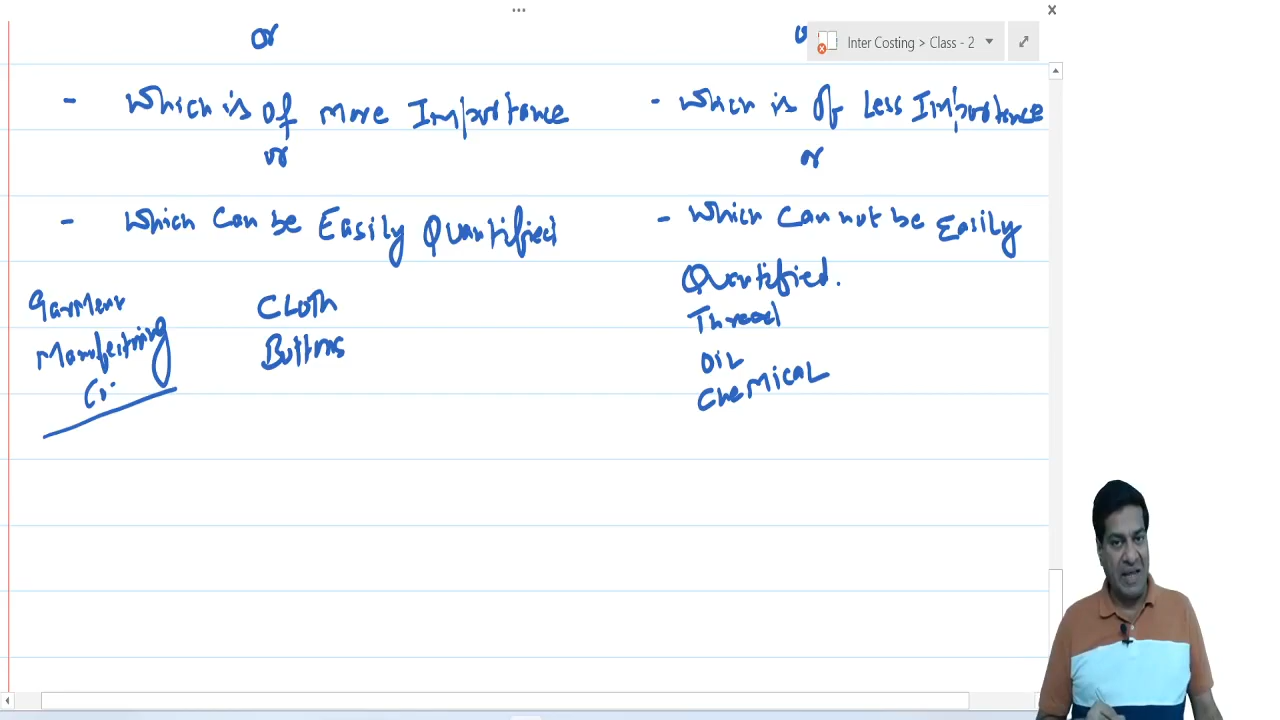 or
Inter Costing > Class - 2
- Which is of More Importance
or
- Which Can be Easily Quantified
Garment
Manufacturing
Co.
CLoth
Buttons
- Which is of Less Importance
or
- Which Can not be Easily
Quantified.
Thread
OiL
ChemicaL